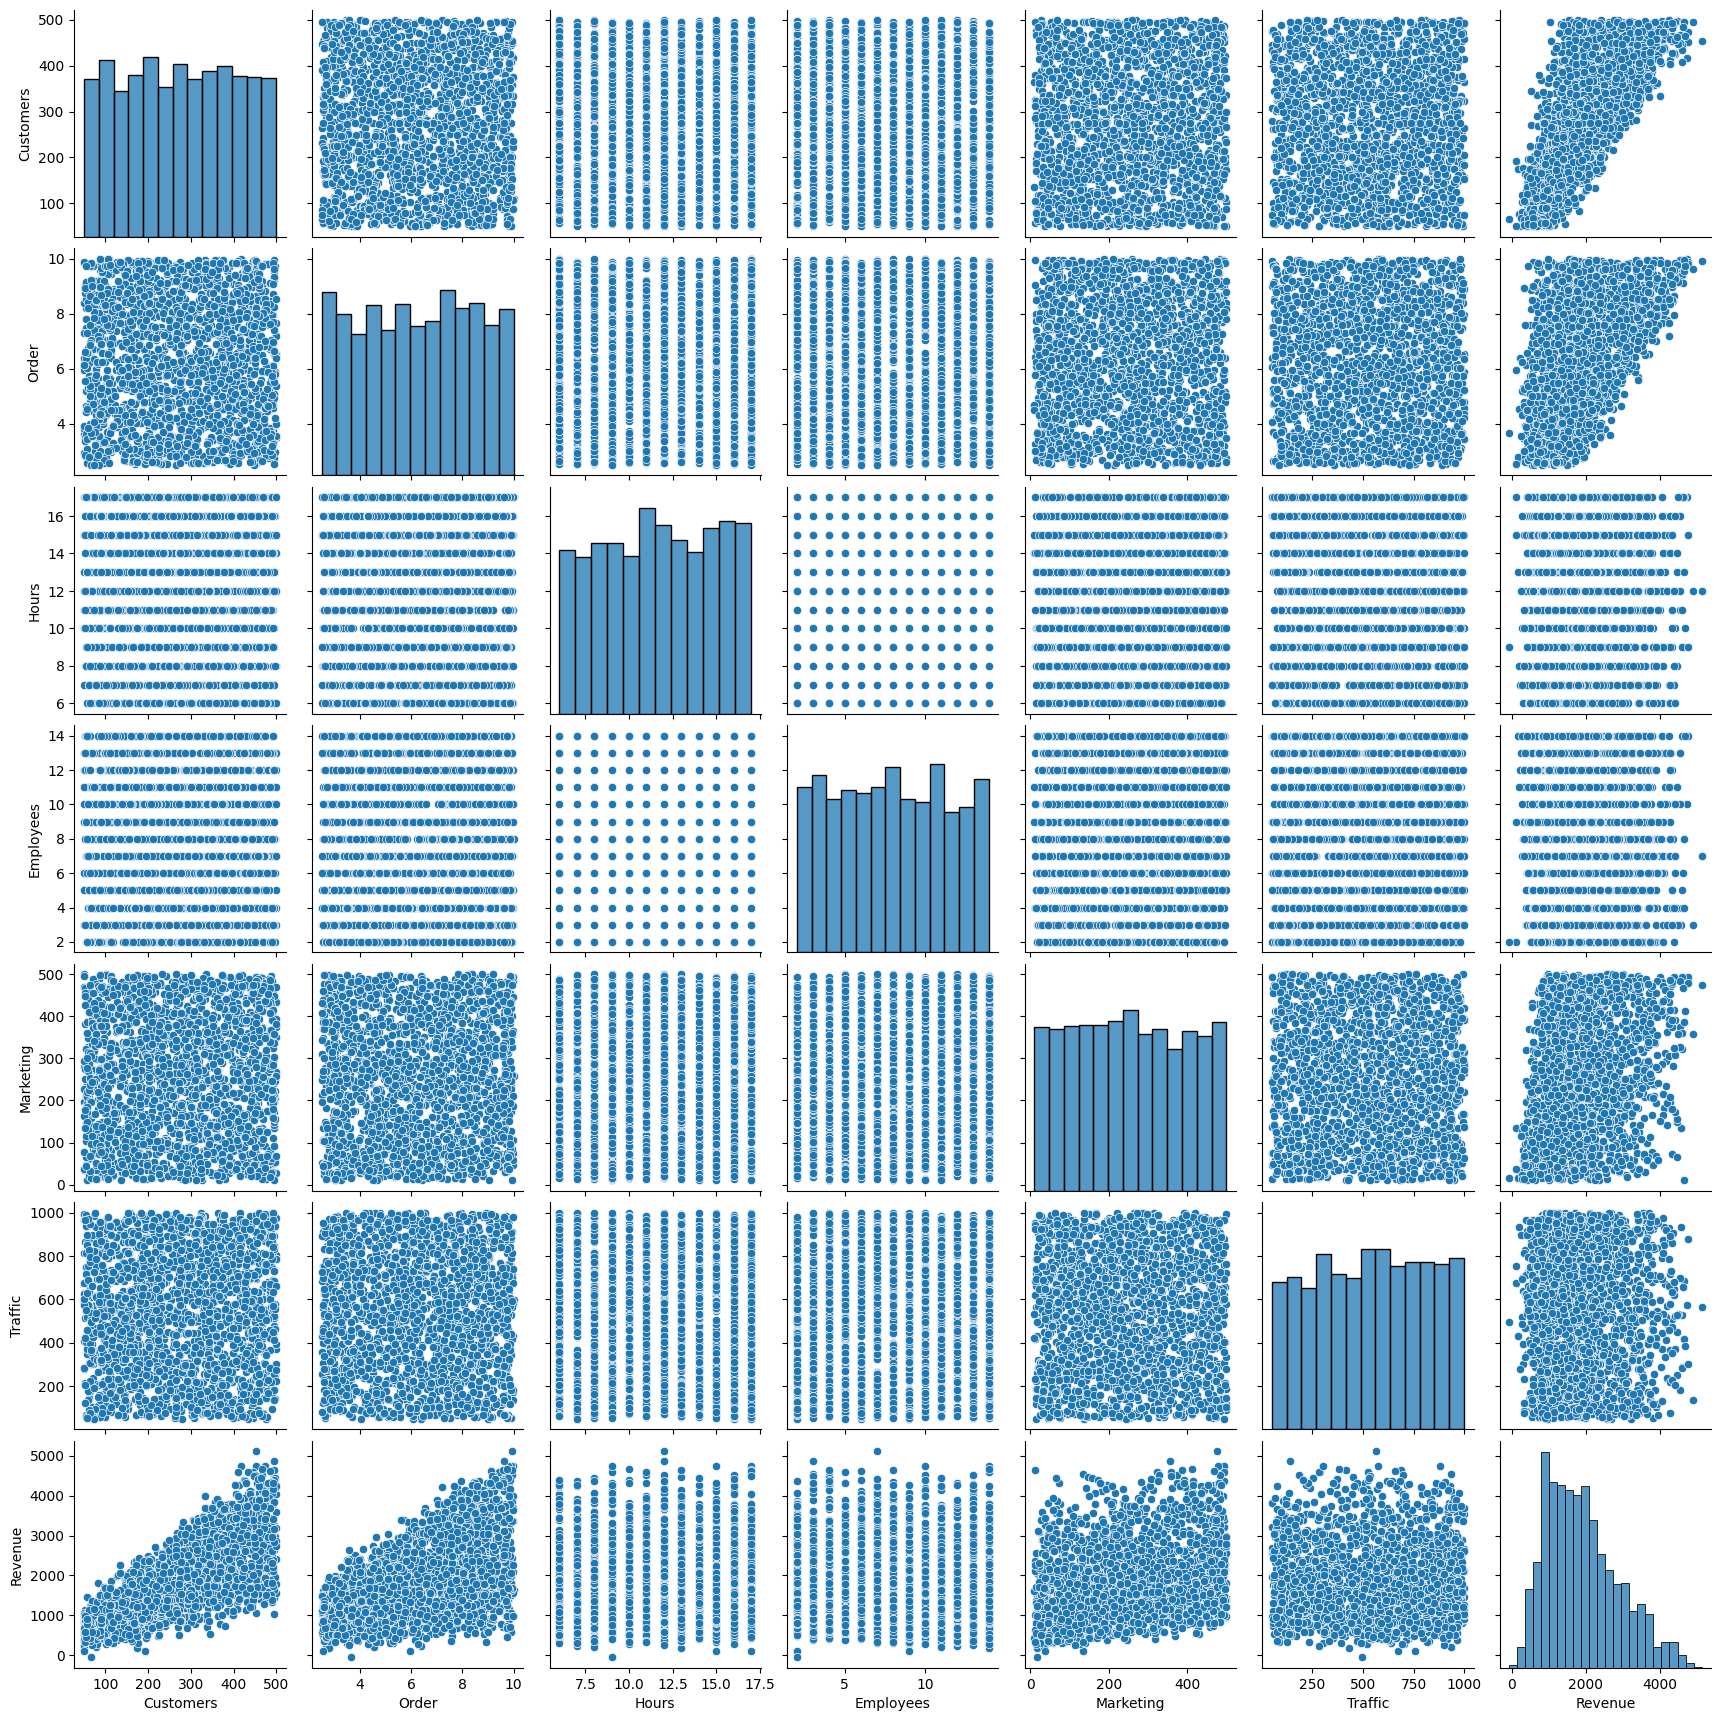 500
400
300
200
100
Customers
10
8
6
4
Order
16
14
12
10
8
6
Hours
14
12
10
8
6
4
2
Employees
500
400
300
200
100
0
Marketing
1000
800
600
400
200
Traffic
5000
4000
3000
2000
1000
0
Revenue
100 200 300 400 500
4 6 8 10
7.5 10.0 12.5 15.0 17.5
5 10
0 200 400
250 500 750 1000
0 2000 4000
Customers Order Hours Employees Marketing Traffic Revenue